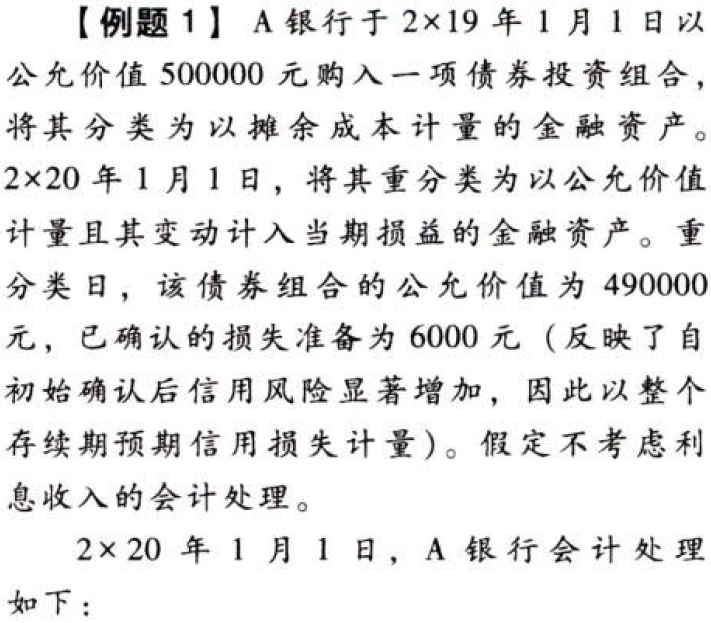 【例题 1】 A 银行于 2×19 年 1 月 1 日以
公允价值 500000 元购入一项债券投资组合，
将其分类为以摊余成本计量的金融资产。
2×20 年 1 月 1 日，将其重分类为以公允价值
计量且其变动计入当期损益的金融资产。重
分类日，该债券组合的公允价值为 490000
元，已确认的损失准备为 6000 元（反映了自
初始确认后信用风险显著增加，因此以整个
存续期预期信用损失计量）。假定不考虑利
息收入的会计处理。
2×20 年 1 月 1 日，A 银行会计处理
如下：